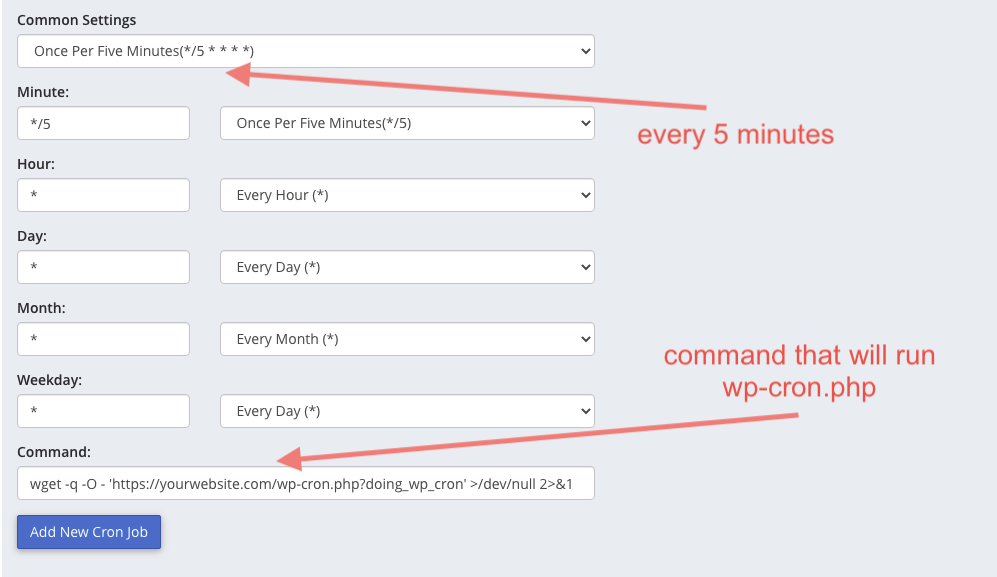 Common Settings
Once Per Five Minutes(*/5 * * * *)
every 5 minutes
Minute:
*/5 Once Per Five Minutes(*/5)
Hour:
* Every Hour (*)
Day:
* Every Day (*)
Month:
* Every Month (*)
command that will run
wp-cron.php
Weekday:
* Every Day (*)
Command:
wget -q -O - 'https://yourwebsite.com/wp-cron.php?doing_wp_cron' >/dev/null 2>&1
Add New Cron Job